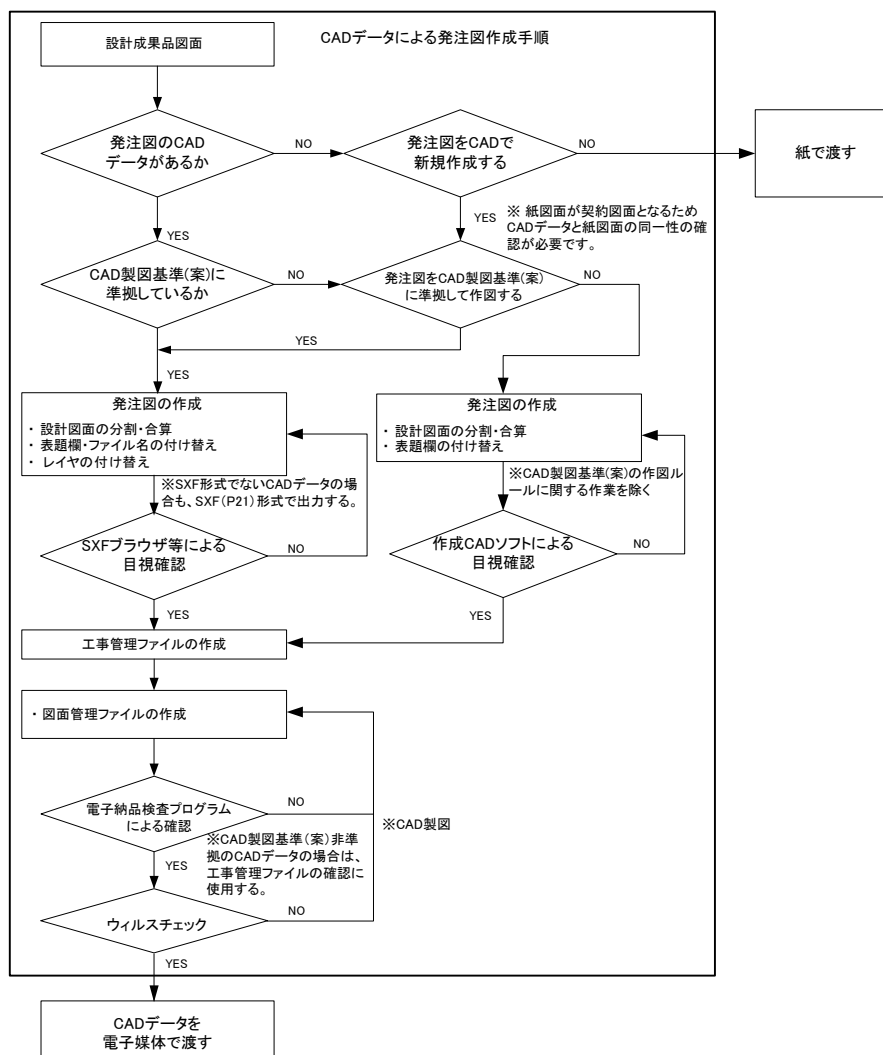 設計成果品図面
CADデータによる発注図作成手順
発注図のCAD
データがあるか
NO
発注図をCADで
新規作成する
NO
紙で渡す
YES
YES
※ 紙図面が契約図面となるため
CADデータと紙図面の同一性の確
認が必要です。
CAD製図基準(案)に
準拠しているか
NO
発注図をCAD製図基準(案)
に準拠して作図する
NO
YES
YES
発注図の作成
・ 設計図面の分割・合算
・ 表題欄・ファイル名の付け替え
・ レイヤの付け替え
発注図の作成
・ 設計図面の分割・合算
・ 表題欄の付け替え
※SXF形式でないCADデータの場
合も、SXF(P21)形式で出力する。
※CAD製図基準(案)の作図ル
ールに関する作業を除く
SXFブラウザ等による
目視確認
NO
作成CADソフトによる
目視確認
NO
YES
YES
工事管理ファイルの作成
・ 図面管理ファイルの作成
電子納品検査プログラム
による確認
NO
※CAD製図
※CAD製図基準(案)非準
拠のCADデータの場合は、
工事管理ファイルの確認に
使用する。
YES
ウィルスチェック
NO
YES
CADデータを
電子媒体で渡す